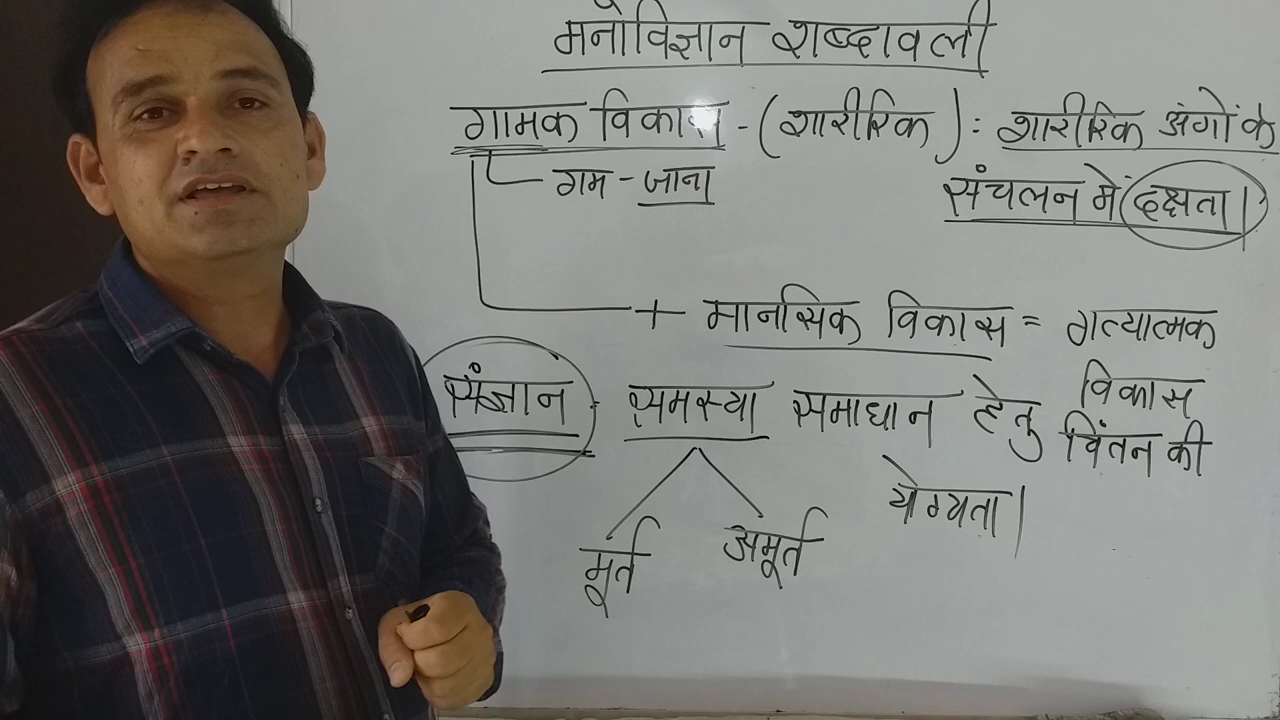 मनोविज्ञान शब्दावली
गामक विकास - (शारीरिक) : शारीरिक अंगों के
गम - जाना
संचलन में दक्षता।
+ मानसिक विकास = गत्यात्मक
विकास
संज्ञान : समस्या समाधान हेतु चिंतन की
योग्यता।
मूर्त अमूर्त